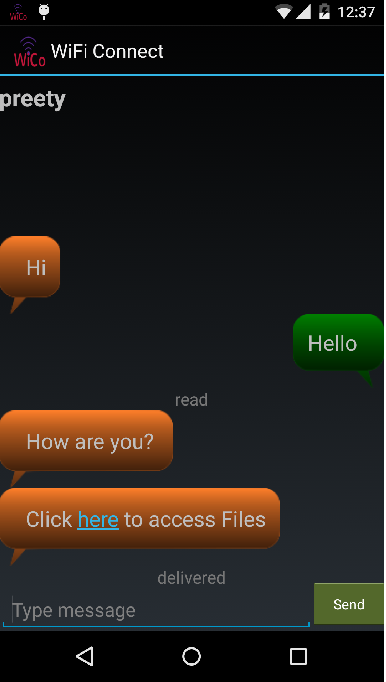 WiCo
12:37
WiCo
WiFi Connect
preety
Hi
Hello
read
How are you?
Click here to access Files
delivered
Type message
Send